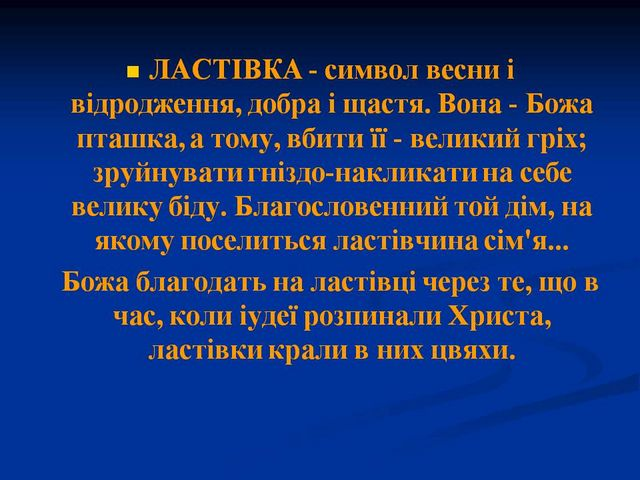 ЛАСТІВКА - символ весни і
відродження, добра і щастя. Вона - Божа
пташка, а тому, вбити її - великий гріх;
зруйнувати гніздо-накликати на себе
велику біду. Благословенний той дім, на
якому поселиться ластівчина сім'я...
Божа благодать на ластівці через те, що в
час, коли іудеї розпинали Христа,
ластівки крали в них цвяхи.